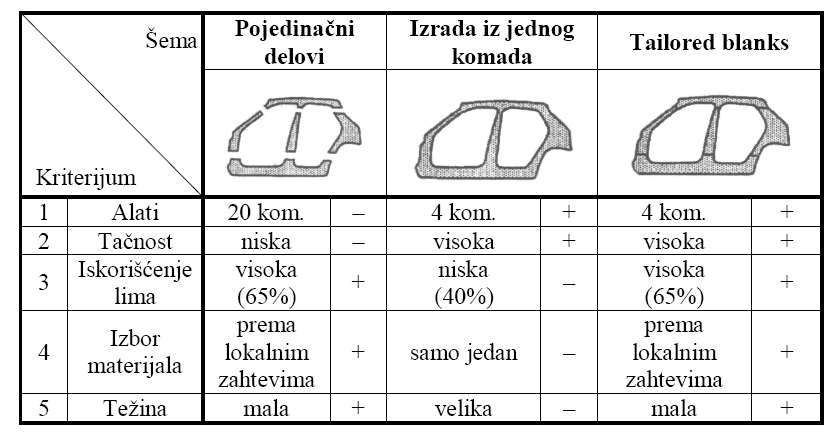 Šema
Kriterijum
Pojedinačni
delovi
Izrada iz jednog
komada
Tailored blanks
1 Alati 20 kom. – 4 kom. + 4 kom. +
2 Tačnost niska – visoka + visoka +
3 Iskorišćenje
lima visoka
(65%) + niska
(40%) – visoka
(65%) +
4 Izbor
materijala prema
lokalnim
zahtevima + samo jedan – prema
lokalnim
zahtevima +
5 Težina mala + velika – mala +